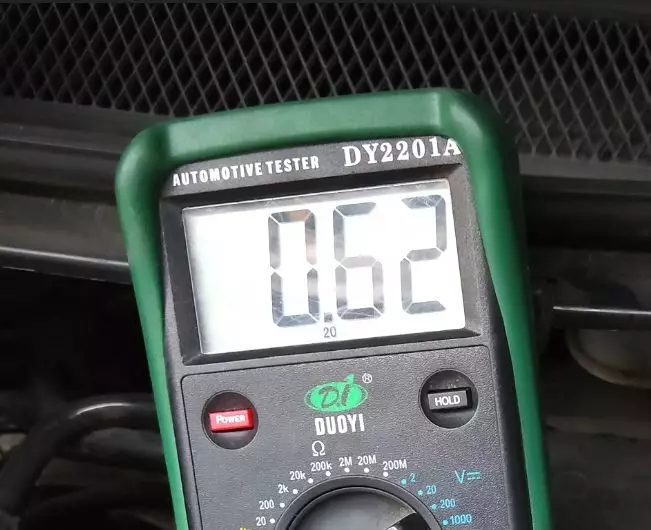 AUTOMOTIVE TESTER DY2201A
0.62
20
D.i ®
POWER
HOLD
DUOYI
Ω
20 200 2k 20k 200k 2M 20M 200M
V
2
20
200
1000